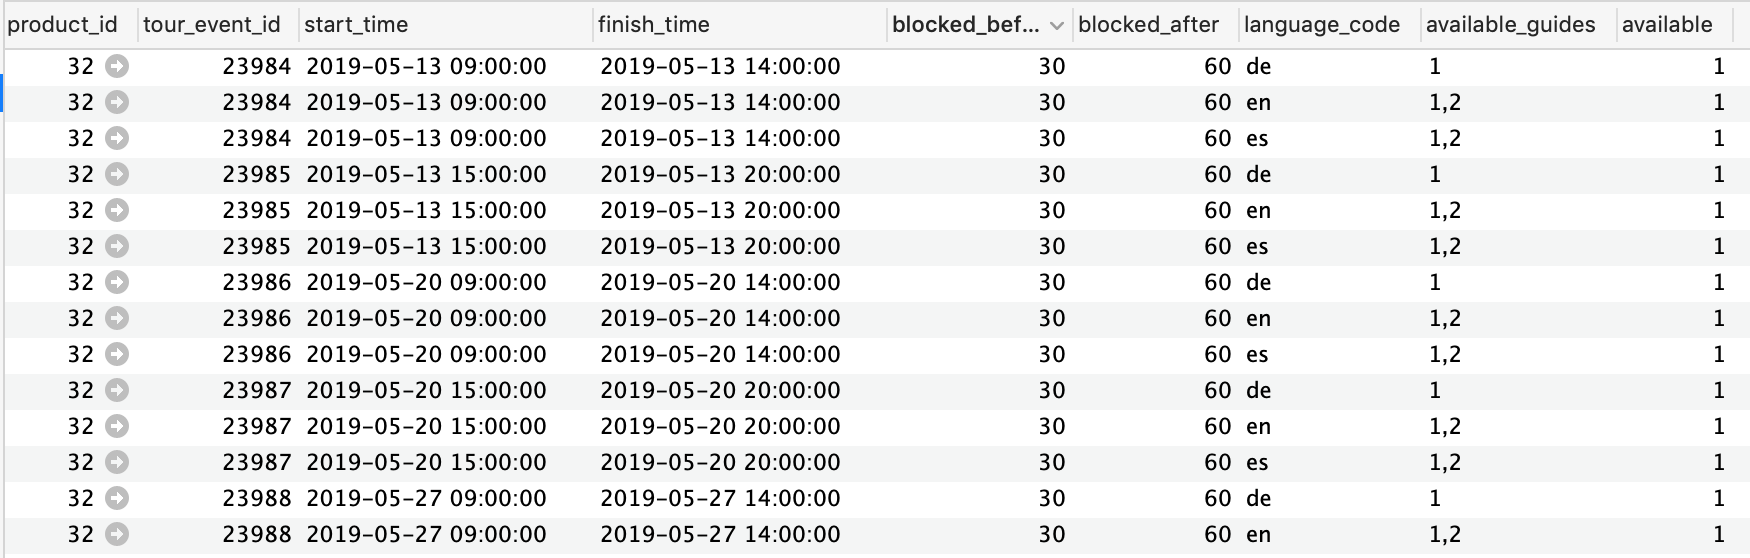 product_id tour_event_id start_time finish_time blocked_bef... blocked_after language_code available_guides available
32 23984 2019-05-13 09:00:00 2019-05-13 14:00:00 30 60 de 1 1
32 23984 2019-05-13 09:00:00 2019-05-13 14:00:00 30 60 en 1,2 1
32 23984 2019-05-13 09:00:00 2019-05-13 14:00:00 30 60 es 1,2 1
32 23985 2019-05-13 15:00:00 2019-05-13 20:00:00 30 60 de 1 1
32 23985 2019-05-13 15:00:00 2019-05-13 20:00:00 30 60 en 1,2 1
32 23985 2019-05-13 15:00:00 2019-05-13 20:00:00 30 60 es 1,2 1
32 23986 2019-05-20 09:00:00 2019-05-20 14:00:00 30 60 de 1 1
32 23986 2019-05-20 09:00:00 2019-05-20 14:00:00 30 60 en 1,2 1
32 23986 2019-05-20 09:00:00 2019-05-20 14:00:00 30 60 es 1,2 1
32 23987 2019-05-20 15:00:00 2019-05-20 20:00:00 30 60 de 1 1
32 23987 2019-05-20 15:00:00 2019-05-20 20:00:00 30 60 en 1,2 1
32 23987 2019-05-20 15:00:00 2019-05-20 20:00:00 30 60 es 1,2 1
32 23988 2019-05-27 09:00:00 2019-05-27 14:00:00 30 60 de 1 1
32 23988 2019-05-27 09:00:00 2019-05-27 14:00:00 30 60 en 1,2 1